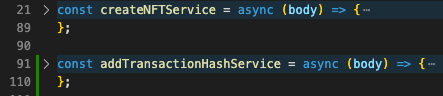 21 > const createNFTService = async (body) => {⋯
89 };
90
91 > const addTransactionHashService = async (body) => {⋯
110 };